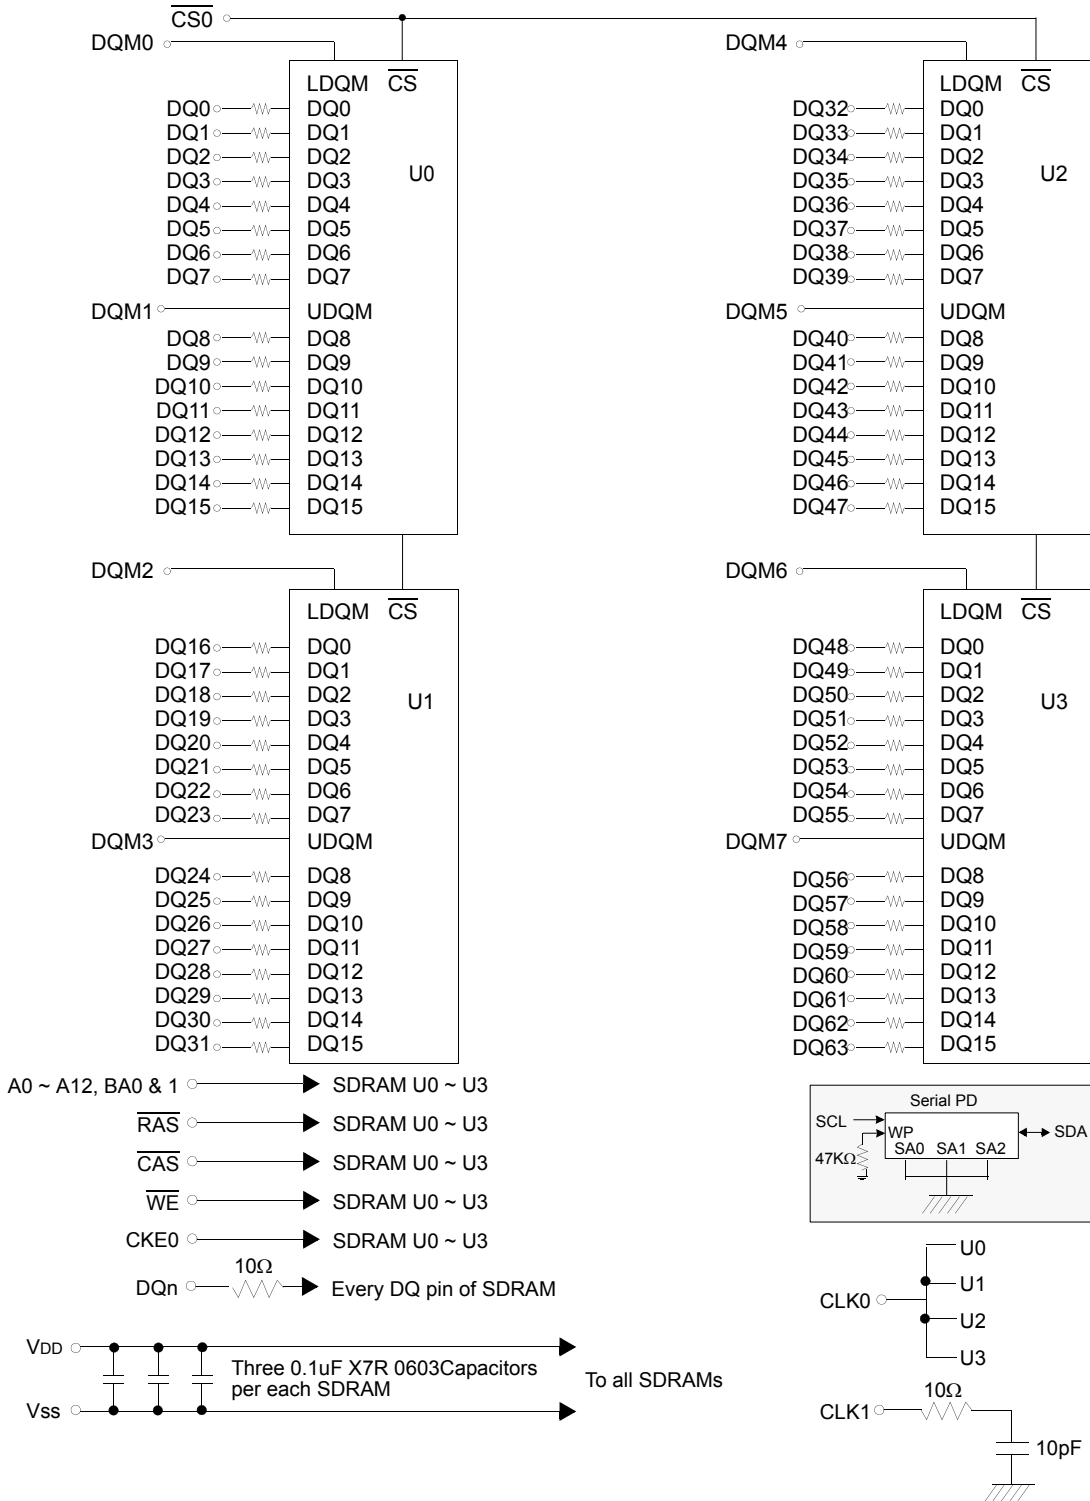 CS0
DQM0
LDQM CS
DQ0 DQ0
DQ1 DQ1
DQ2 DQ2
DQ3 DQ3
U0
DQ4 DQ4
DQ5 DQ5
DQ6 DQ6
DQ7 DQ7
DQM1 UDQM
DQ8 DQ8
DQ9 DQ9
DQ10 DQ10
DQ11 DQ11
DQ12 DQ12
DQ13 DQ13
DQ14 DQ14
DQ15 DQ15
DQM2
LDQM CS
DQ16 DQ0
DQ17 DQ1
DQ18 DQ2
U1
DQ19 DQ3
DQ20 DQ4
DQ21 DQ5
DQ22 DQ6
DQ23 DQ7
DQM3 UDQM
DQ24 DQ8
DQ25 DQ9
DQ26 DQ10
DQ27 DQ11
DQ28 DQ12
DQ29 DQ13
DQ30 DQ14
DQ31 DQ15
DQM4
LDQM CS
DQ32 DQ0
DQ33 DQ1
DQ34 DQ2
DQ35 DQ3
U2
DQ36 DQ4
DQ37 DQ5
DQ38 DQ6
DQ39 DQ7
DQM5 UDQM
DQ40 DQ8
DQ41 DQ9
DQ42 DQ10
DQ43 DQ11
DQ44 DQ12
DQ45 DQ13
DQ46 DQ14
DQ47 DQ15
DQM6
LDQM CS
DQ48 DQ0
DQ49 DQ1
DQ50 DQ2
U3
DQ51 DQ3
DQ52 DQ4
DQ53 DQ5
DQ54 DQ6
DQ55 DQ7
DQM7 UDQM
DQ56 DQ8
DQ57 DQ9
DQ58 DQ10
DQ59 DQ11
DQ60 DQ12
DQ61 DQ13
DQ62 DQ14
DQ63 DQ15
A0 ~ A12, BA0 & 1 SDRAM U0 ~ U3
RAS SDRAM U0 ~ U3
CAS SDRAM U0 ~ U3
WE SDRAM U0 ~ U3
CKE0 SDRAM U0 ~ U3
10Ω
DQn Every DQ pin of SDRAM
VDD
Three 0.1uF X7R 0603Capacitors
per each SDRAM
To all SDRAMs
Vss
Serial PD
SCL
WP
SDA
47KΩ
SA0 SA1 SA2
U0
U1
CLK0
U2
U3
10Ω
CLK1
10pF